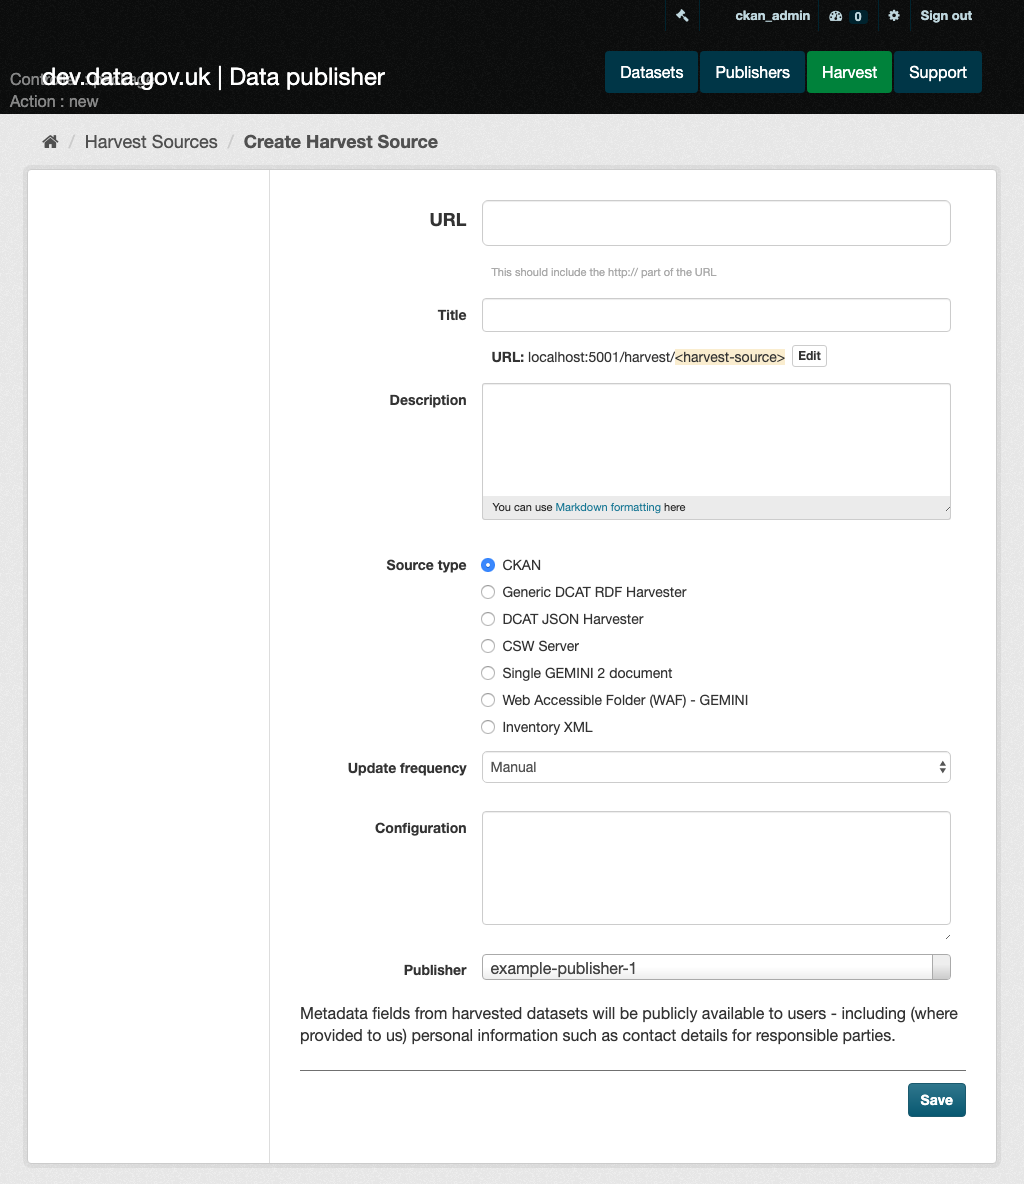 ckan_admin 0 Sign out
dev.data.gov.uk | Data publisher
Action : new
Datasets Publishers Harvest Support
/ Harvest Sources / Create Harvest Source
URL
This should include the http:// part of the URL
Title
URL: localhost:5001/harvest/<harvest-source> Edit
Description
You can use Markdown formatting here
Source type CKAN
Generic DCAT RDF Harvester
DCAT JSON Harvester
CSW Server
Single GEMINI 2 document
Web Accessible Folder (WAF) - GEMINI
Inventory XML
Update frequency Manual
Configuration
Publisher example-publisher-1
Metadata fields from harvested datasets will be publicly available to users - including (where
provided to us) personal information such as contact details for responsible parties.
Save